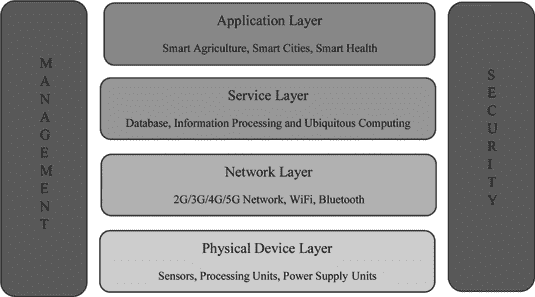 MANAGEMENT
Application Layer
Smart Agriculture, Smart Cities, Smart Health
Service Layer
Database, Information Processing and Ubiquitous Computing
Network Layer
2G/3G/4G/5G Network, WiFi, Bluetooth
Physical Device Layer
Sensors, Processing Units, Power Supply Units
SECURITY